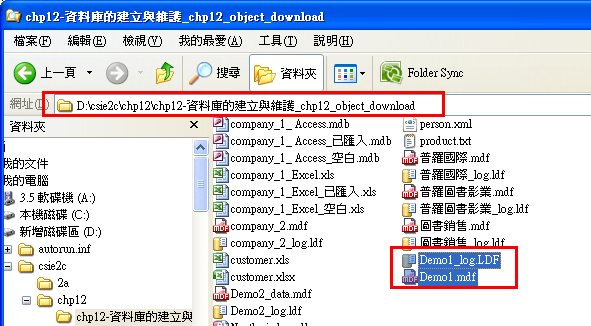 chp12-資料庫的建立與維護_chp12_object_download
檔案(F) 編輯(E) 檢視(V) 我的最愛(A) 工具(T) 說明(H)
上一頁 搜尋 資料夾 Folder Sync
網址(D) D:\csie2c\chp12\chp12-資料庫的建立與維護_chp12_object_download
資料夾
我的文件
我的電腦
3.5 軟碟機 (A:)
本機磁碟 (C:)
新增磁碟區 (D:)
autorun.inf
csie2c
2a
chp12
chp12-資料庫的建立與
company_1_ Access.mdb
company_1_ Access_已匯入.mdb
company_1_ Access_空白.mdb
company_1_Excel.xls
company_1_Excel_已匯入.xls
company_1_Excel_空白.xls
company_2.mdf
company_2_log.ldf
customer.xls
customer.xlsx
Demo2_data.mdf
Demo2_log.ldf
person.xml
product.txt
普羅國際.mdf
普羅國際_log.ldf
普羅圖書影業.mdf
普羅圖書影業_log.ldf
圖書銷售.mdf
圖書銷售_log.ldf
Demo1_log.LDF
Demo1.mdf